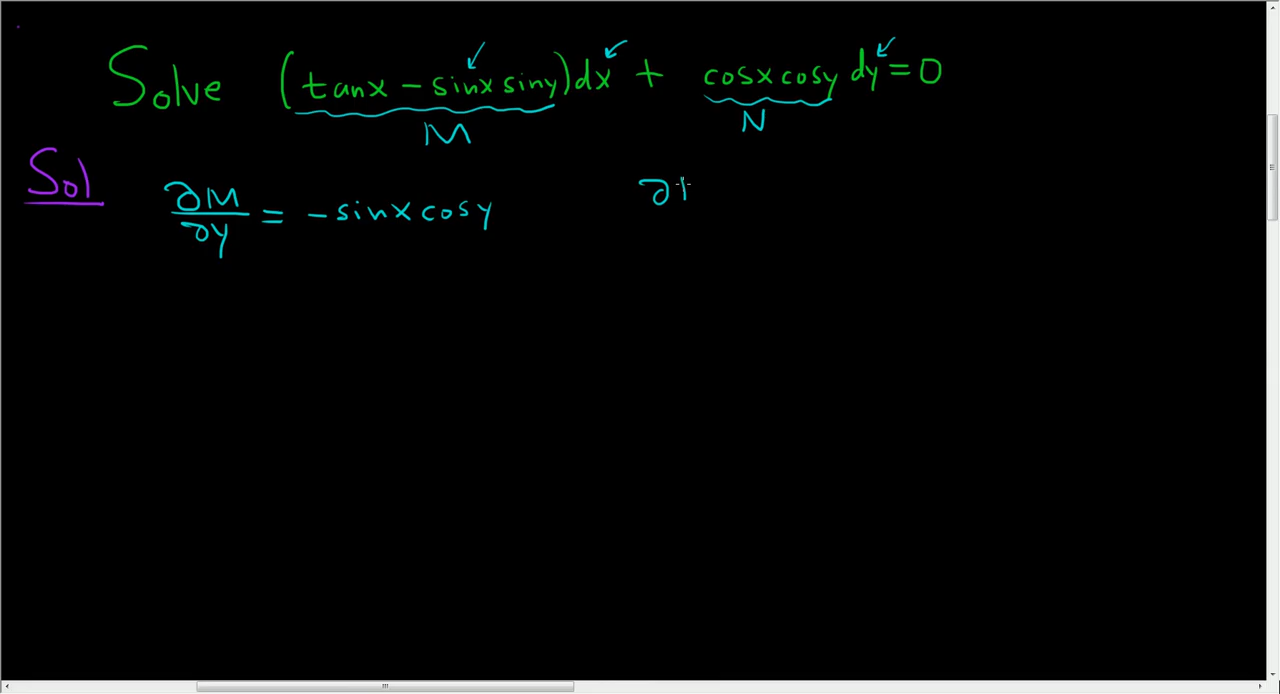 Solve (tanx − sinx siny)dx + cosx cosy dy = 0
M N
Sol ∂M/∂y = −sinx cosy ∂